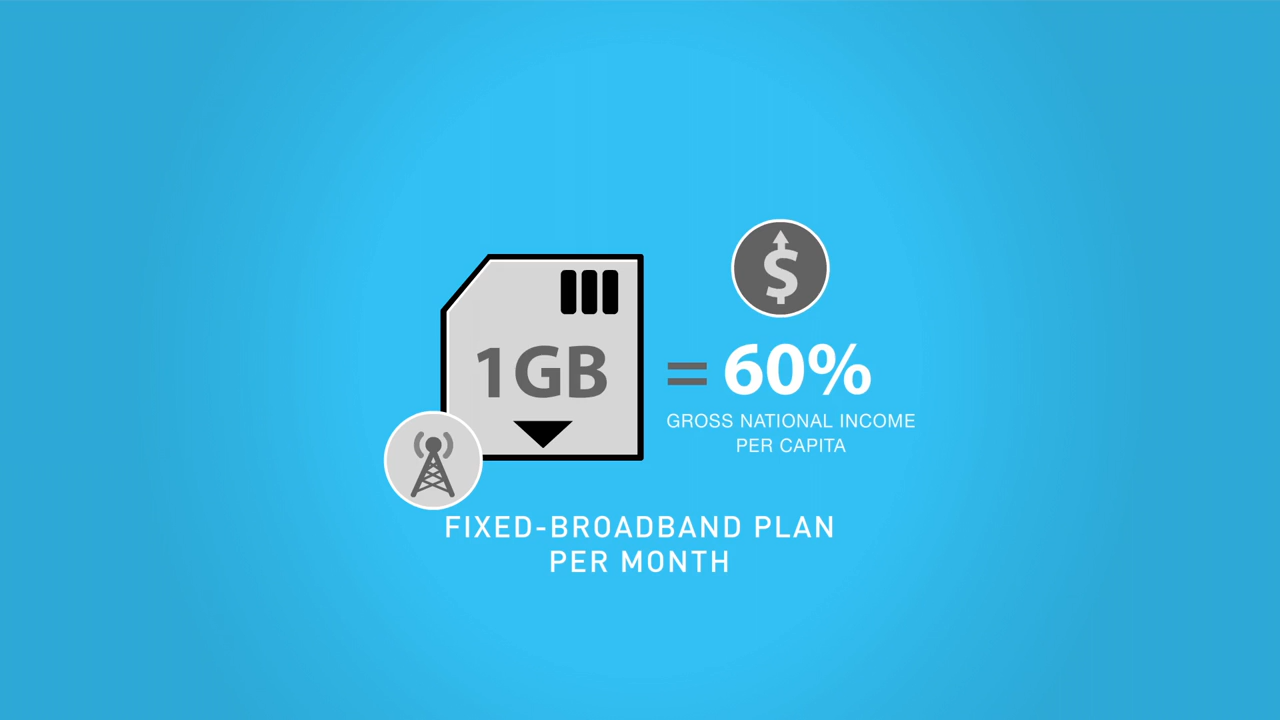 1GB
= 60%
GROSS NATIONAL INCOME
PER CAPITA
FIXED-BROADBAND PLAN
PER MONTH